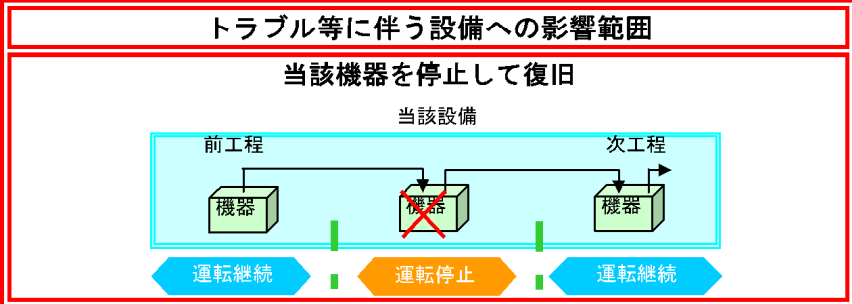 トラブル等に伴う設備への影響範囲
当該機器を停止して復旧
当該設備
前工程
次工程
機器
機器
機器
運転継続
運転停止
運転継続